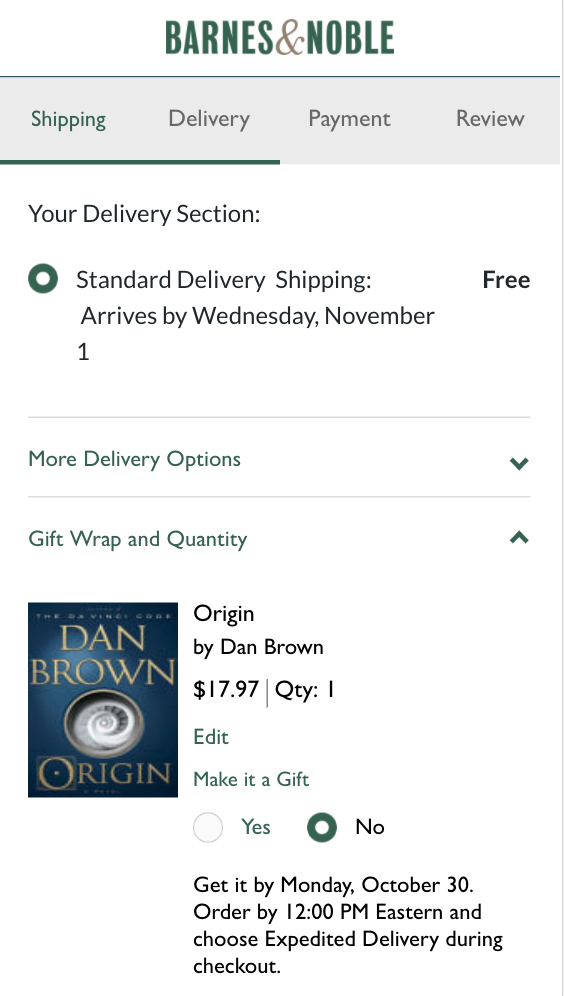 BARNES&NOBLE
Shipping Delivery Payment Review
Your Delivery Section:
Standard Delivery Shipping: Free
Arrives by Wednesday, November
1
More Delivery Options
Gift Wrap and Quantity
THE DA VINCI CODE
DAN
BROWN
ORIGIN
Origin
by Dan Brown
$17.97 | Qty: 1
Edit
Make it a Gift
Yes No
Get it by Monday, October 30.
Order by 12:00 PM Eastern and
choose Expedited Delivery during
checkout.